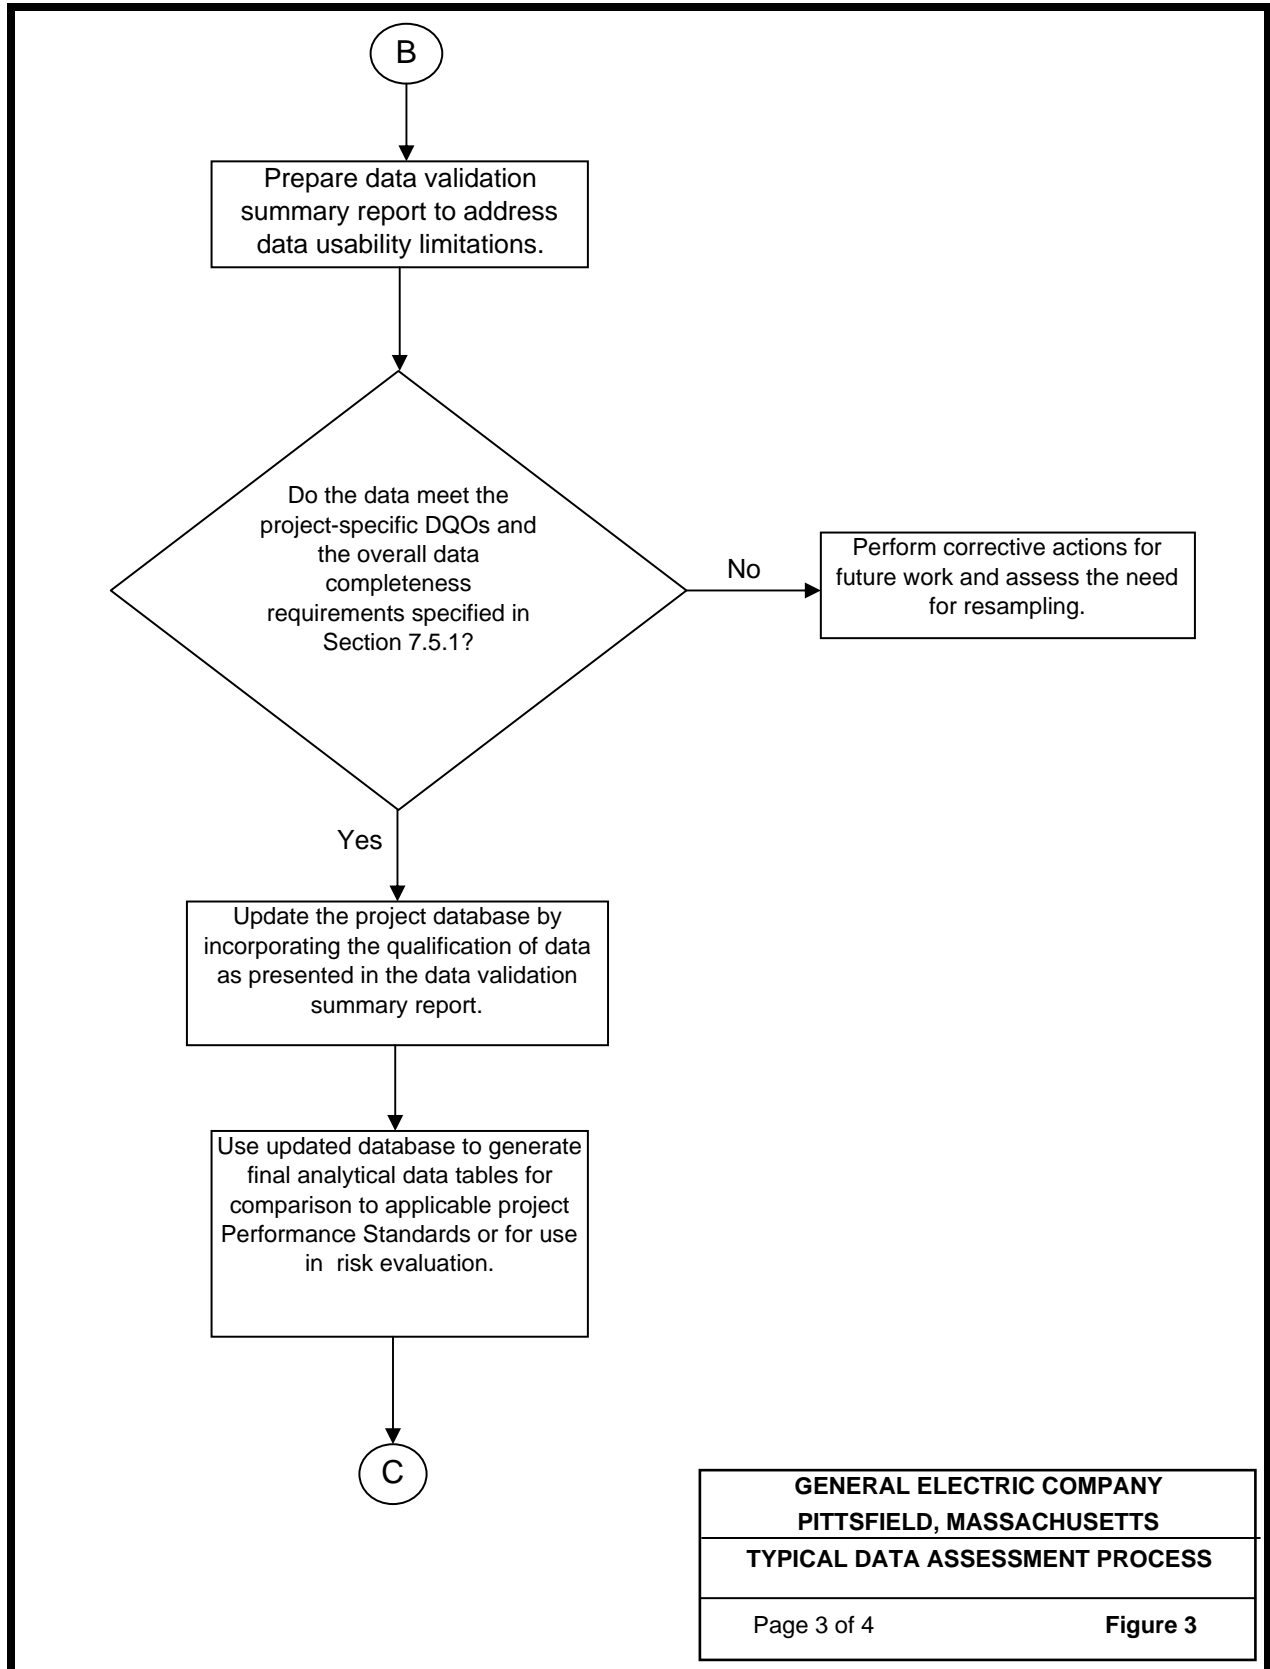 B
Prepare data validation
summary report to address
data usability limitations.
Do the data meet the
project-specific DQOs and
the overall data
completeness
requirements specified in
Section 7.5.1?
No
Perform corrective actions for
future work and assess the need
for resampling.
Yes
Update the project database by
incorporating the qualification of data
as presented in the data validation
summary report.
Use updated database to generate
final analytical data tables for
comparison to applicable project
Performance Standards or for use
in  risk evaluation.
C
GENERAL ELECTRIC COMPANY
PITTSFIELD, MASSACHUSETTS
TYPICAL DATA ASSESSMENT PROCESS
Page 3 of 4 Figure 3